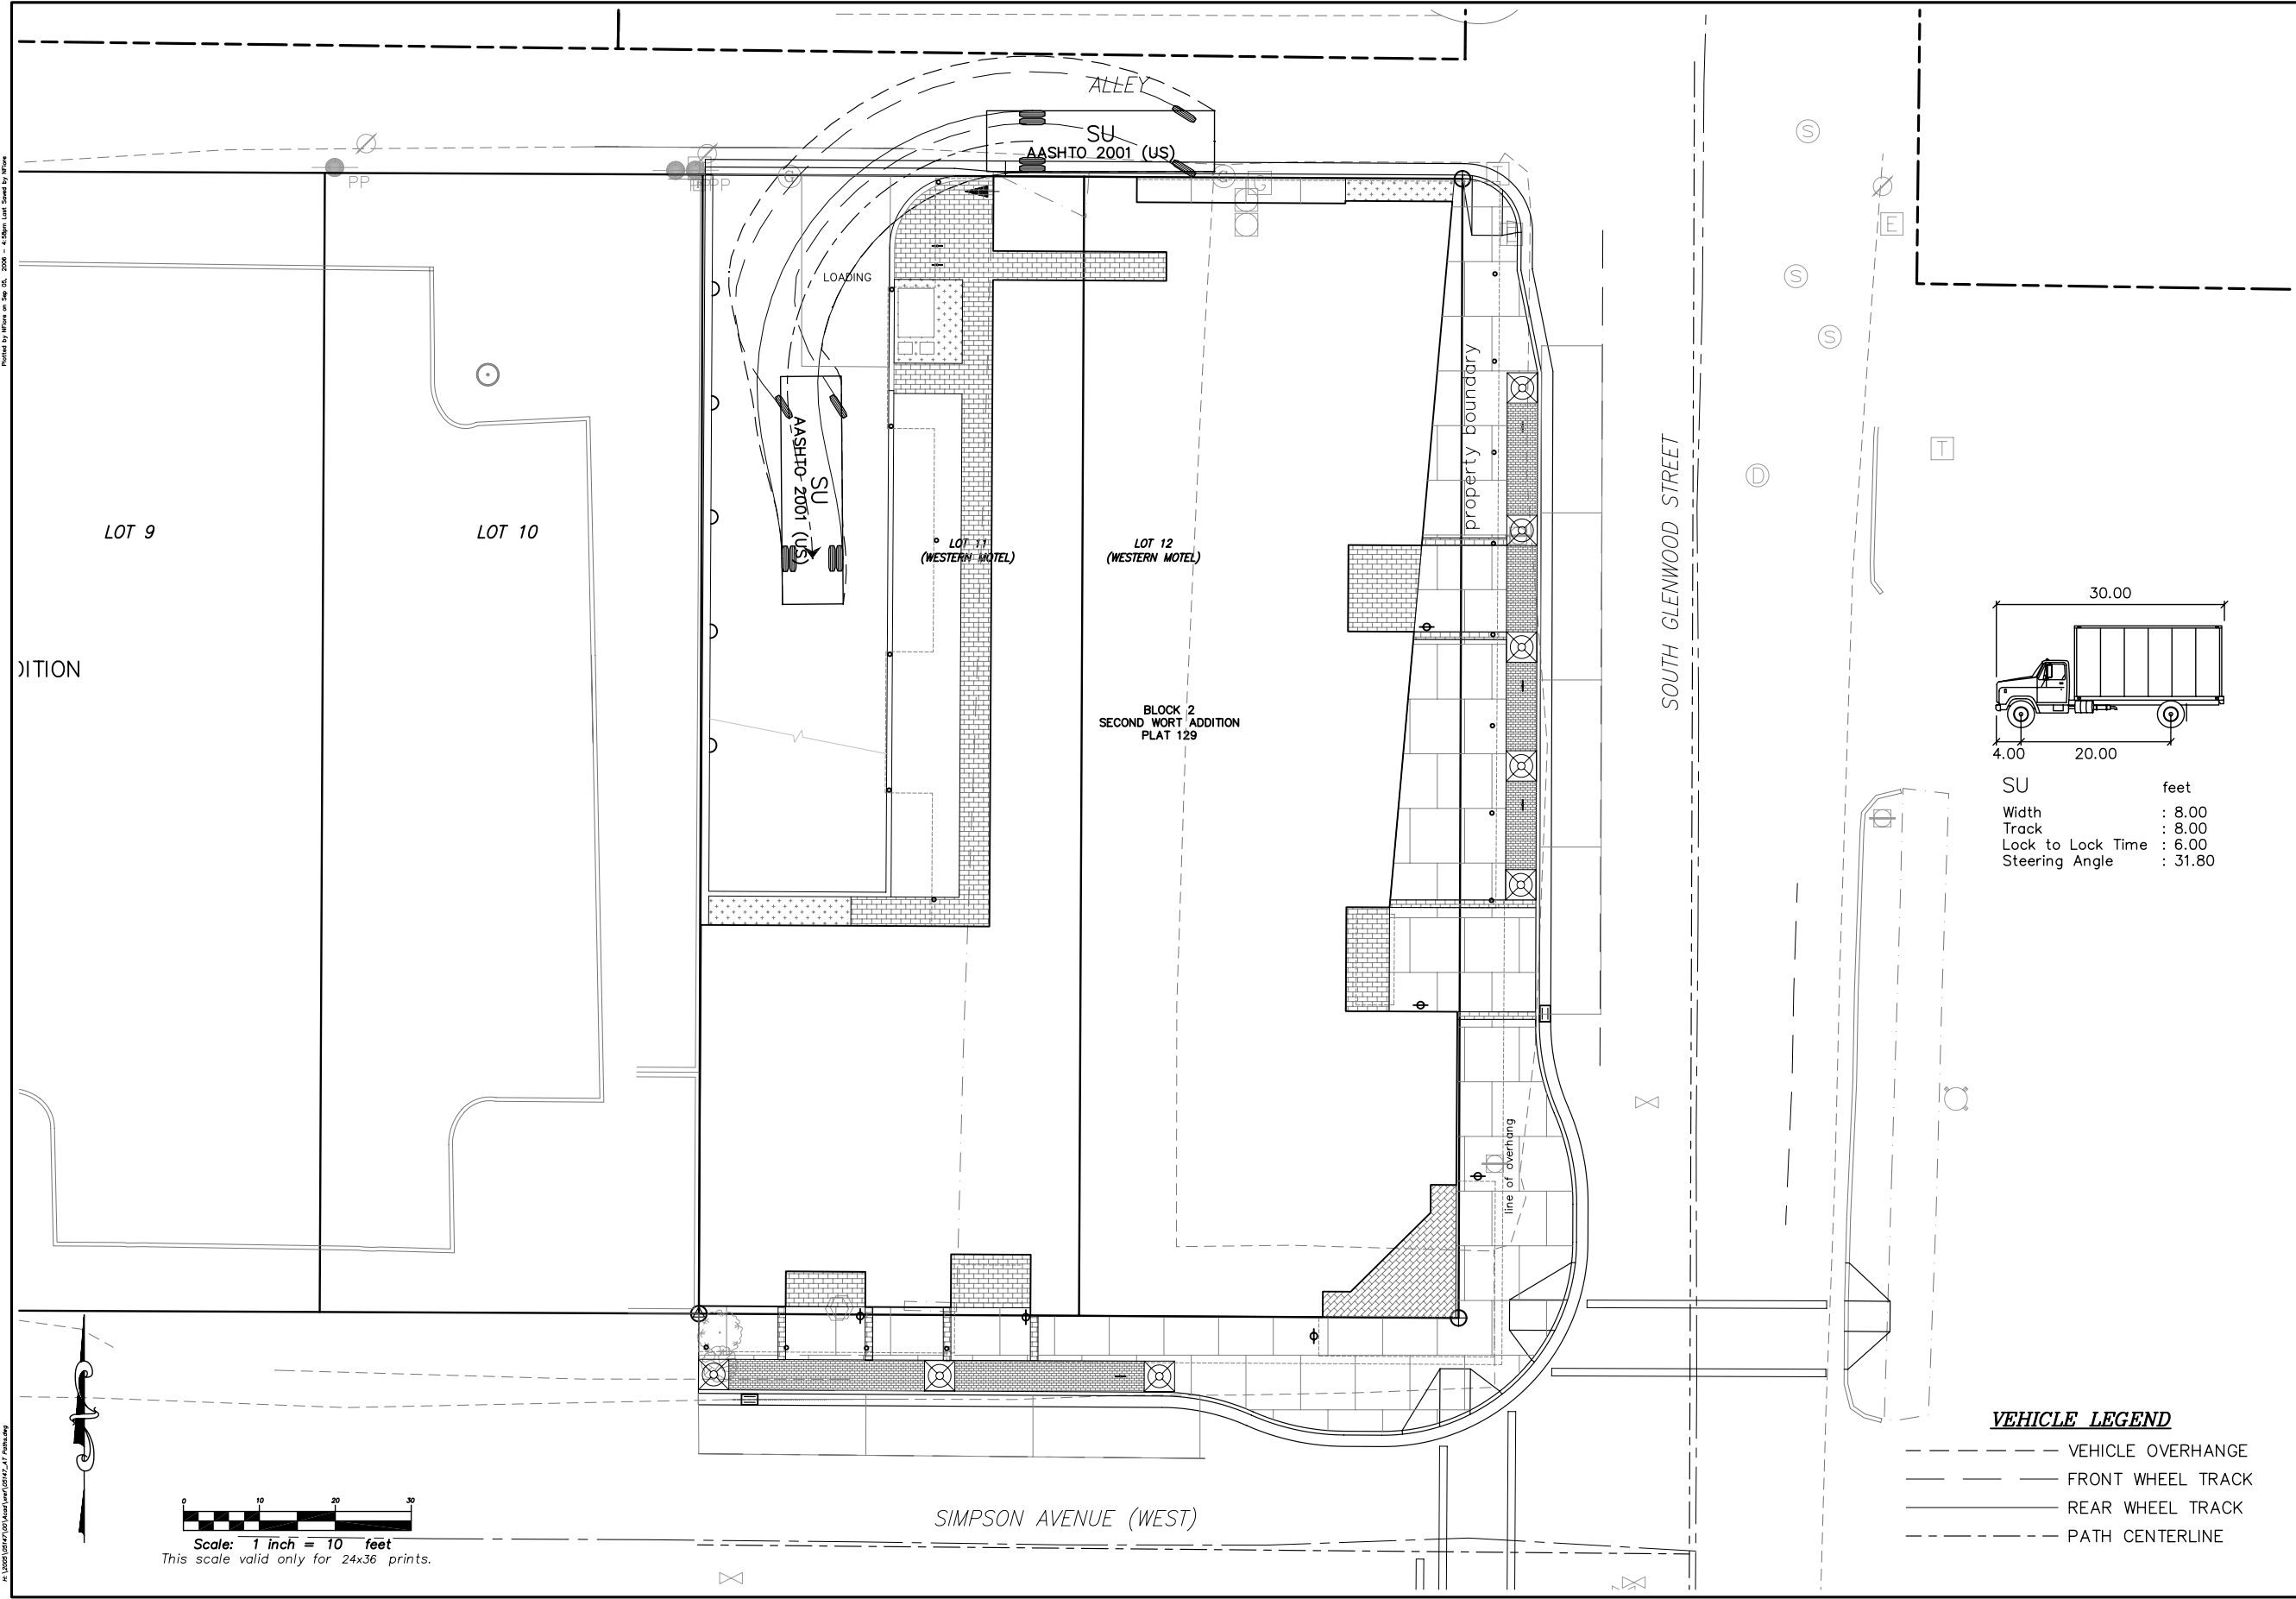 ALLEY
SU
AASHTO 2001 (US)
PP
PP
T
G
E
S
S
S
E
T
D
LOADING
SU
AASHTO 2001 (US)
property boundary
SOUTH GLENWOOD STREET
LOT 9
LOT 10
LOT 11
(WESTERN MOTEL)
LOT 12
(WESTERN MOTEL)
DITION
BLOCK 2
SECOND WORT ADDITION
PLAT 129
30.00
4.00
20.00
SU
feet
Width : 8.00
Track : 8.00
Lock to Lock Time : 6.00
Steering Angle : 31.80
line of overhang
VEHICLE LEGEND
VEHICLE OVERHANGE
FRONT WHEEL TRACK
REAR WHEEL TRACK
PATH CENTERLINE
SIMPSON AVENUE (WEST)
0 10 20 30
Scale: 1 inch = 10 feet
This scale valid only for 24x36 prints.